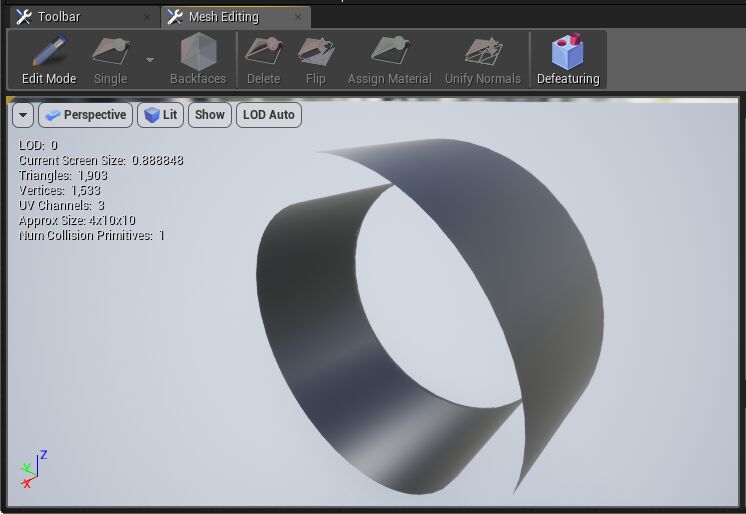 Toolbar
Mesh Editing
Edit Mode
Single
Backfaces
Delete
Flip
Assign Material
Unify Normals
Defeaturing
Perspective
Lit
Show
LOD Auto
LOD: 0
Current Screen Size: 0.888848
Triangles: 1,903
Vertices: 1,533
UV Channels: 3
Approx Size: 4x10x10
Num Collision Primitives: 1
Z
Y
X